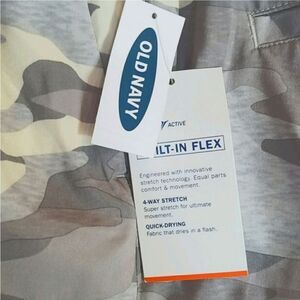 OLD NAVY
ACTIVE
ILT-IN FLEX
Engineered with innovative
stretch technology. Equal parts
comfort & movement.
4-WAY STRETCH
Super stretch for ultimate
movement.
QUICK-DRYING
Fabric that dries in a flash.